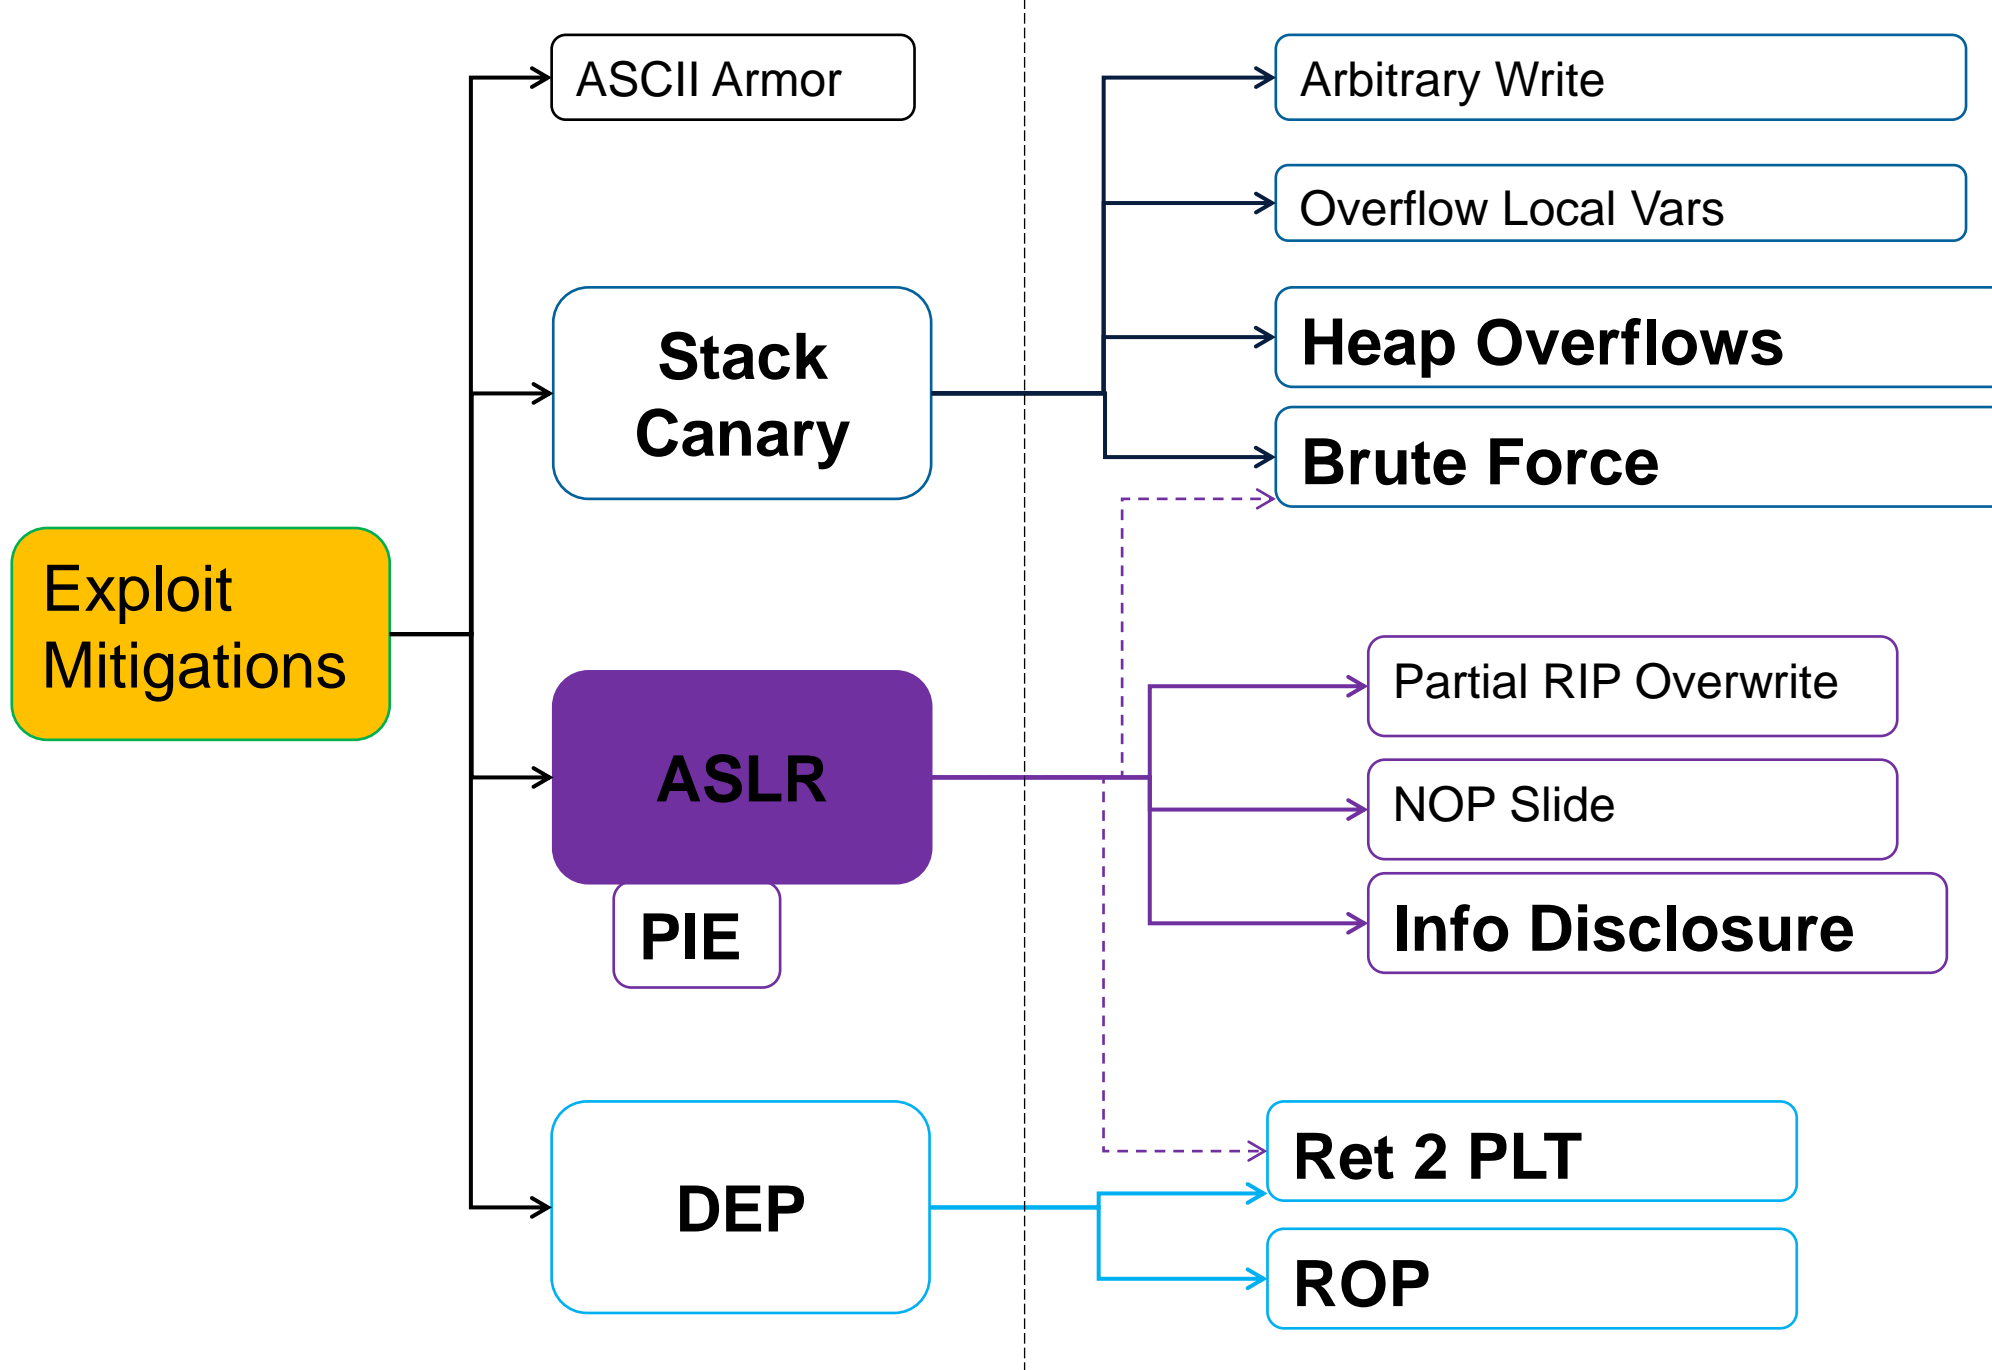 Exploit
Mitigations
ASCII Armor
Stack
Canary
ASLR
PIE
DEP
Arbitrary Write
Overflow Local Vars
Heap Overflows
Brute Force
Partial RIP Overwrite
NOP Slide
Info Disclosure
Ret 2 PLT
ROP